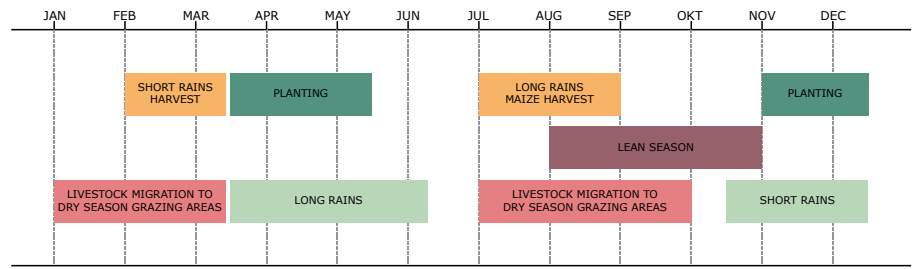 JAN FEB MAR APR MAY JUN JUL AUG SEP OKT NOV DEC
SHORT RAINS
HARVEST
PLANTING
LONG RAINS
MAIZE HARVEST
PLANTING
LEAN SEASON
LIVESTOCK MIGRATION TO
DRY SEASON GRAZING AREAS
LONG RAINS
LIVESTOCK MIGRATION TO
DRY SEASON GRAZING AREAS
SHORT RAINS